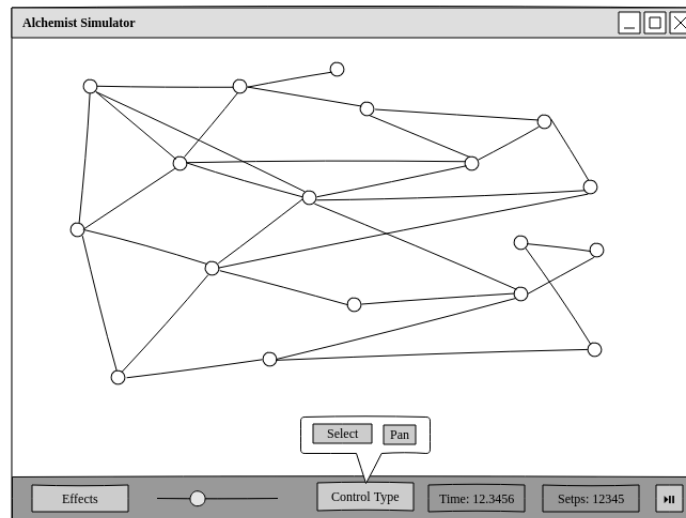 Alchemist Simulator
Select
Pan
Effects
Control Type
Time: 12.3456
Setps: 12345